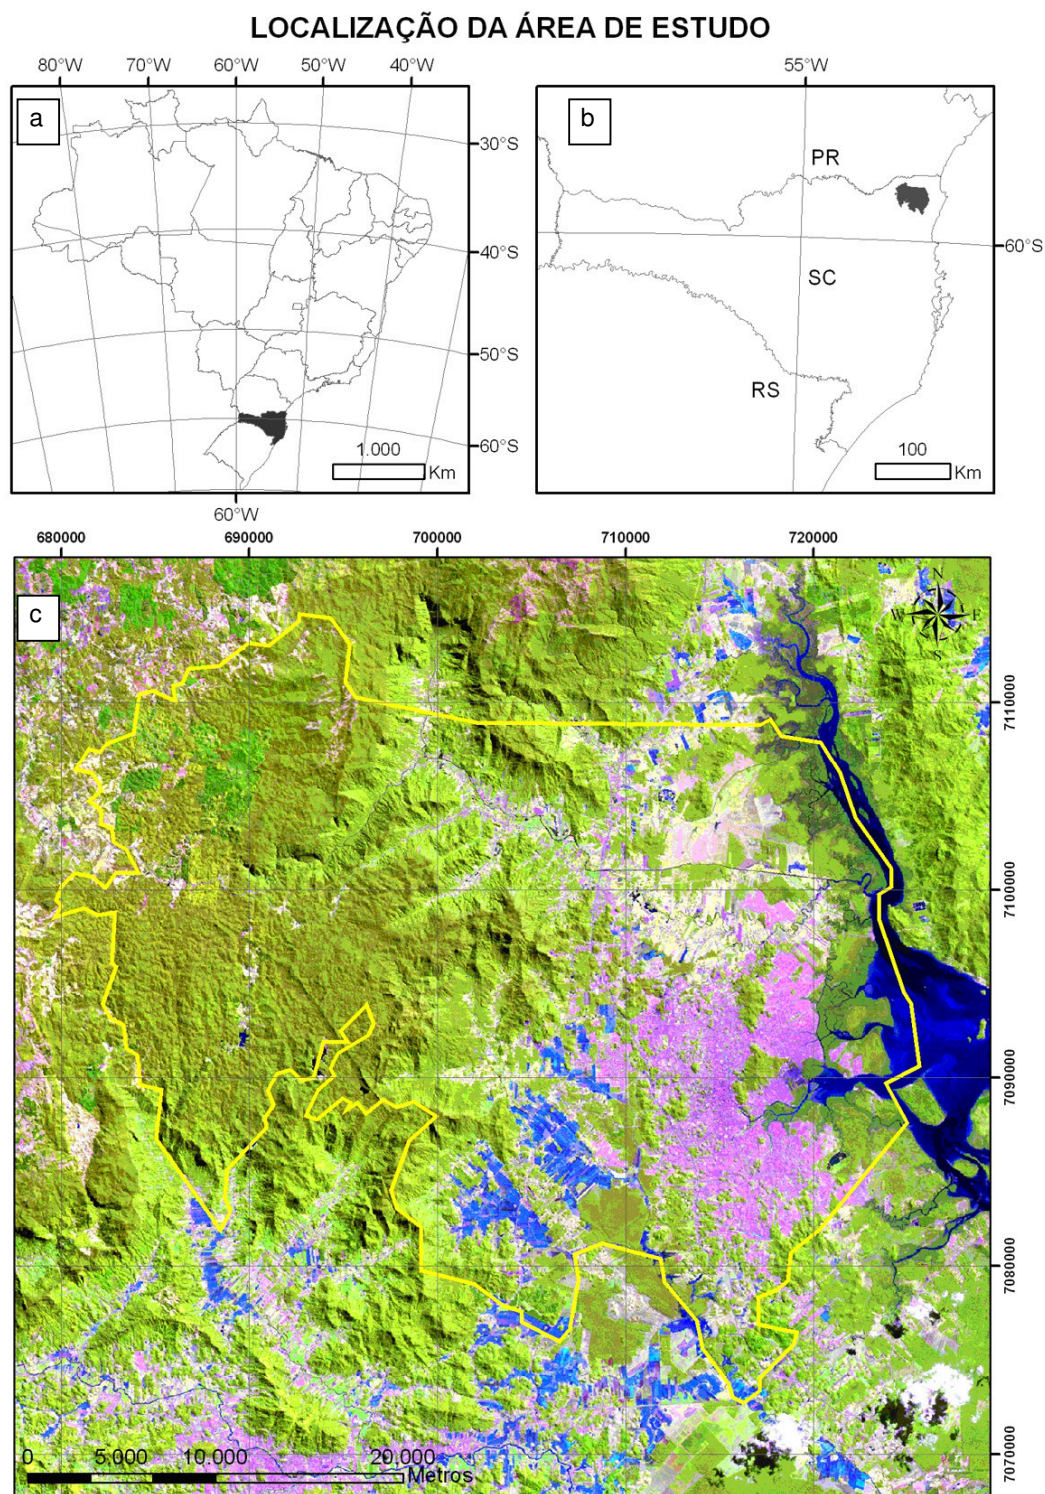 LOCALIZAÇÃO DA ÁREA DE ESTUDO
80°W 70°W 60°W 50°W 40°W
a
30°S
40°S
50°S
60°S
1.000
Km
60°W
55°W
b
PR
SC
RS
60°S
100
Km
680000 690000 700000 710000 720000
c
N
W E
S
7110000
7100000
7090000
7080000
7070000
0 5.000 10.000 20.000
Metros